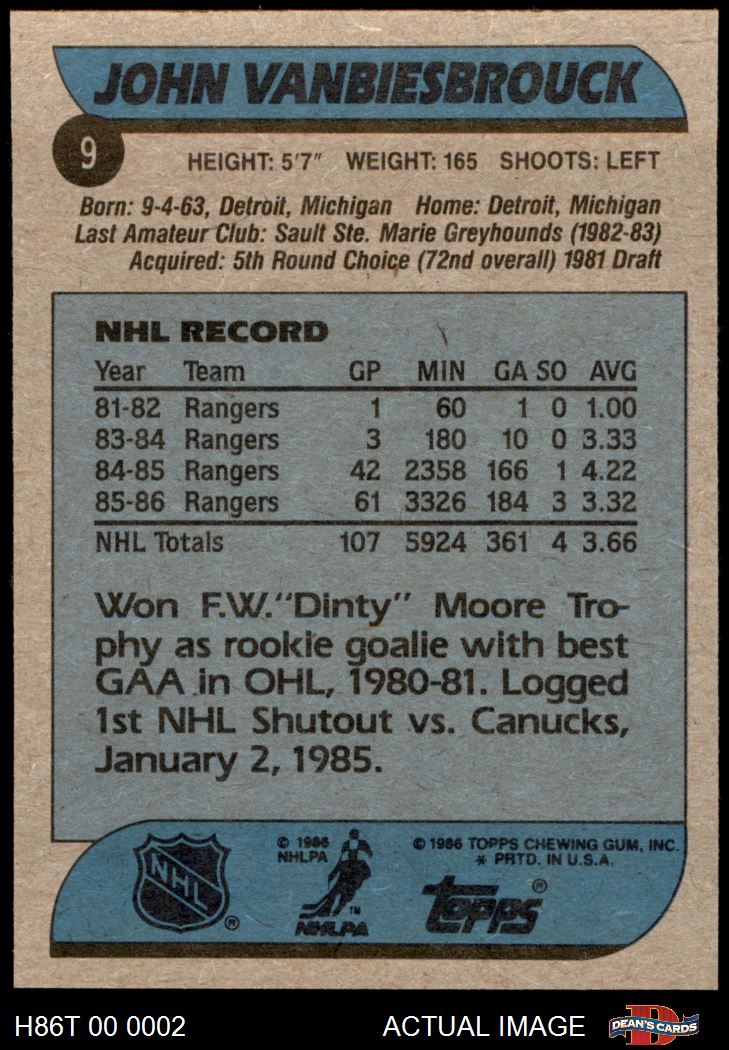 JOHN VANBIESBROUCK
9
HEIGHT: 5'7" WEIGHT: 165 SHOOTS: LEFT
Born: 9-4-63, Detroit, Michigan Home: Detroit, Michigan
Last Amateur Club: Sault Ste. Marie Greyhounds (1982-83)
Acquired: 5th Round Choice (72nd overall) 1981 Draft
NHL RECORD
Year Team GP MIN GA SO AVG
81-82 Rangers 1 60 1 0 1.00
83-84 Rangers 3 180 10 0 3.33
84-85 Rangers 42 2358 166 1 4.22
85-86 Rangers 61 3326 184 3 3.32
NHL Totals 107 5924 361 4 3.66
Won F.W."Dinty" Moore Tro-
phy as rookie goalie with best
GAA in OHL, 1980-81. Logged
1st NHL Shutout vs. Canucks,
January 2, 1985.
NHL ®
© 1986
NHLPA
TM
NHLPA
© 1986 TOPPS CHEWING GUM, INC.
* PRTD. IN U.S.A.
topps ®
H86T 00 0002 ACTUAL IMAGE D DEAN'S CARDS